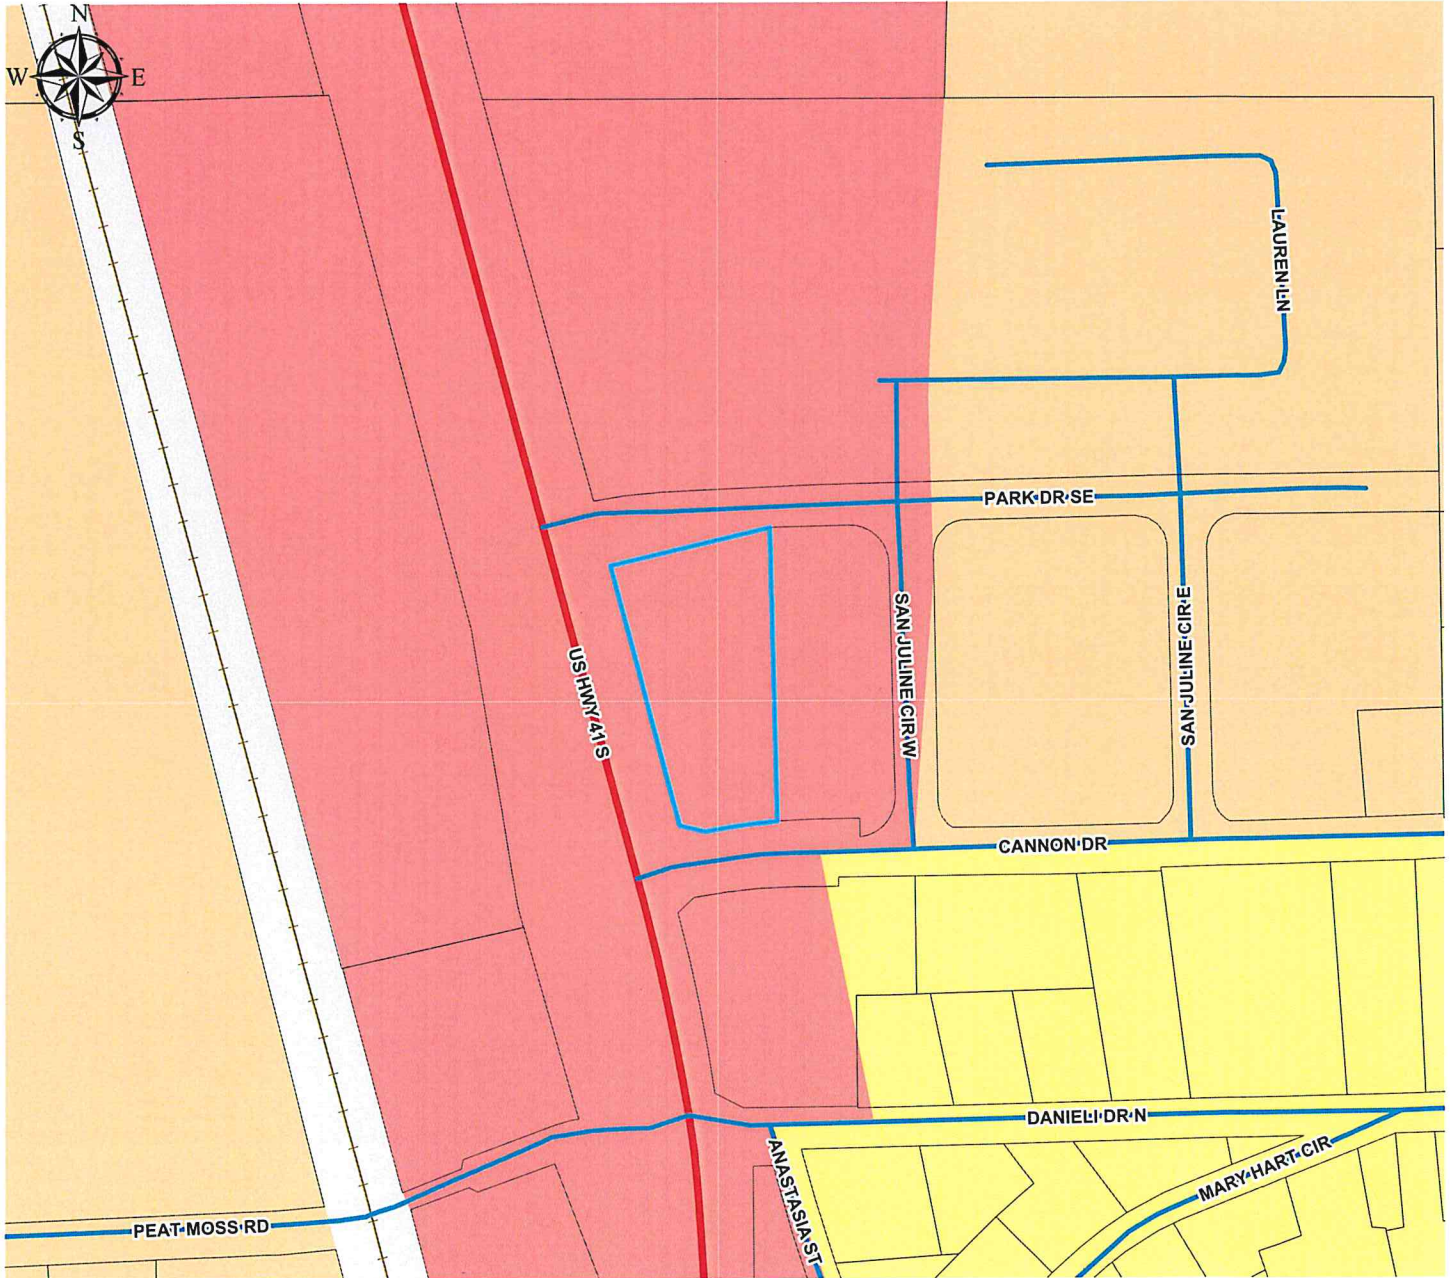 N
W
E
S
LAUREN LN
PARK DR SE
SAN JULINE CIR W
SAN JULINE CIR E
US HWY 41 S
CANNON DR
DANIELI DR N
ANASTASIA ST
MARY HART CIR
PEAT MOSS RD